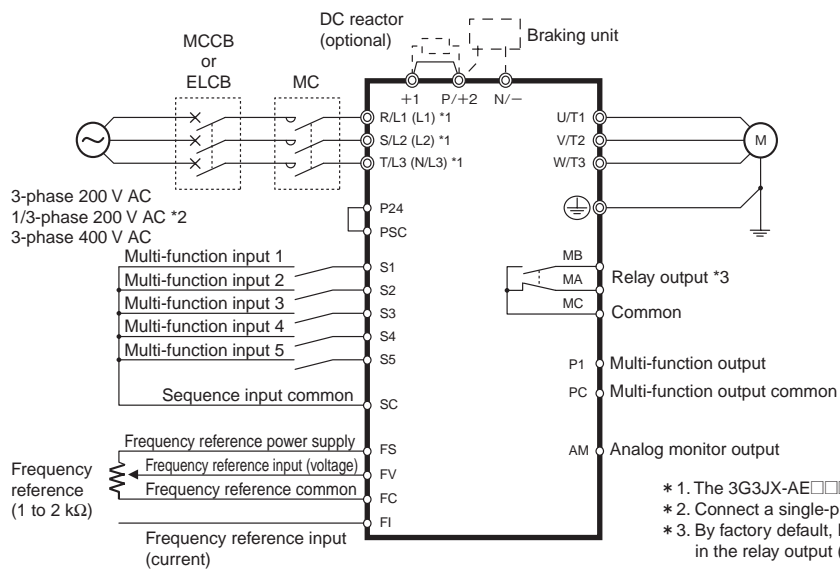 DC reactor
(optional)
Braking unit
MCCB
or
ELCB
MC
+1
P/+2
N/−
R/L1 (L1) *1
S/L2 (L2) *1
T/L3 (N/L3) *1
U/T1
V/T2
W/T3
M
3-phase 200 V AC
1/3-phase 200 V AC *2
3-phase 400 V AC
P24
PSC
Multi-function input 1
S1
Multi-function input 2
S2
Multi-function input 3
S3
Multi-function input 4
S4
Multi-function input 5
S5
Sequence input common
SC
MB
MA
Relay output *3
MC
Common
P1
Multi-function output
PC
Multi-function output common
AM
Analog monitor output
Frequency reference power supply
FS
Frequency reference input (voltage)
FV
Frequency reference common
FC
Frequency
reference
(1 to 2 kΩ)
FI
Frequency reference input
(current)
*1. The 3G3JX-AE□□
*2. Connect a single-p
*3. By factory default,
in the relay output (